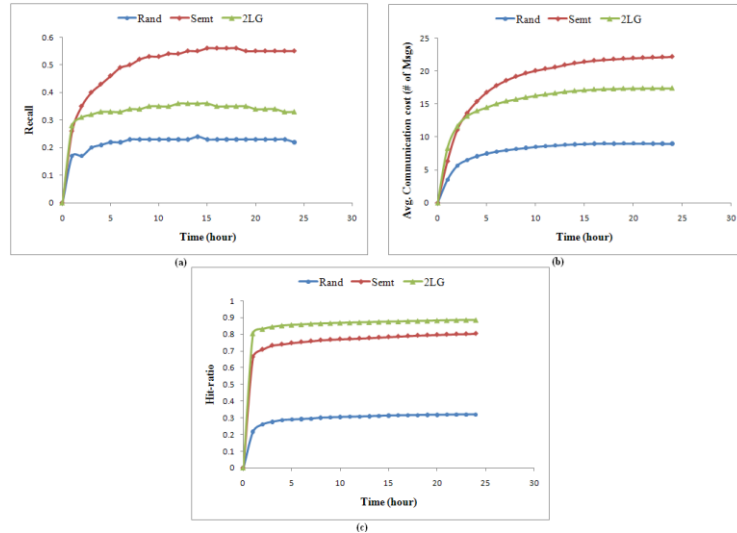 Rand Semt 2LG
0.6
0.5
0.4
0.3
0.2
0.1
0
Recall
0 5 10 15 20 25 30
Time (hour)
(a)
Rand Semt 2LG
25
20
15
10
5
0
Avg. Communication cost (# of Msgs)
0 5 10 15 20 25 30
Time (hour)
(b)
Rand Semt 2LG
1
0.9
0.8
0.7
0.6
0.5
0.4
0.3
0.2
0.1
0
Hit-ratio
0 5 10 15 20 25 30
Time (hour)
(c)